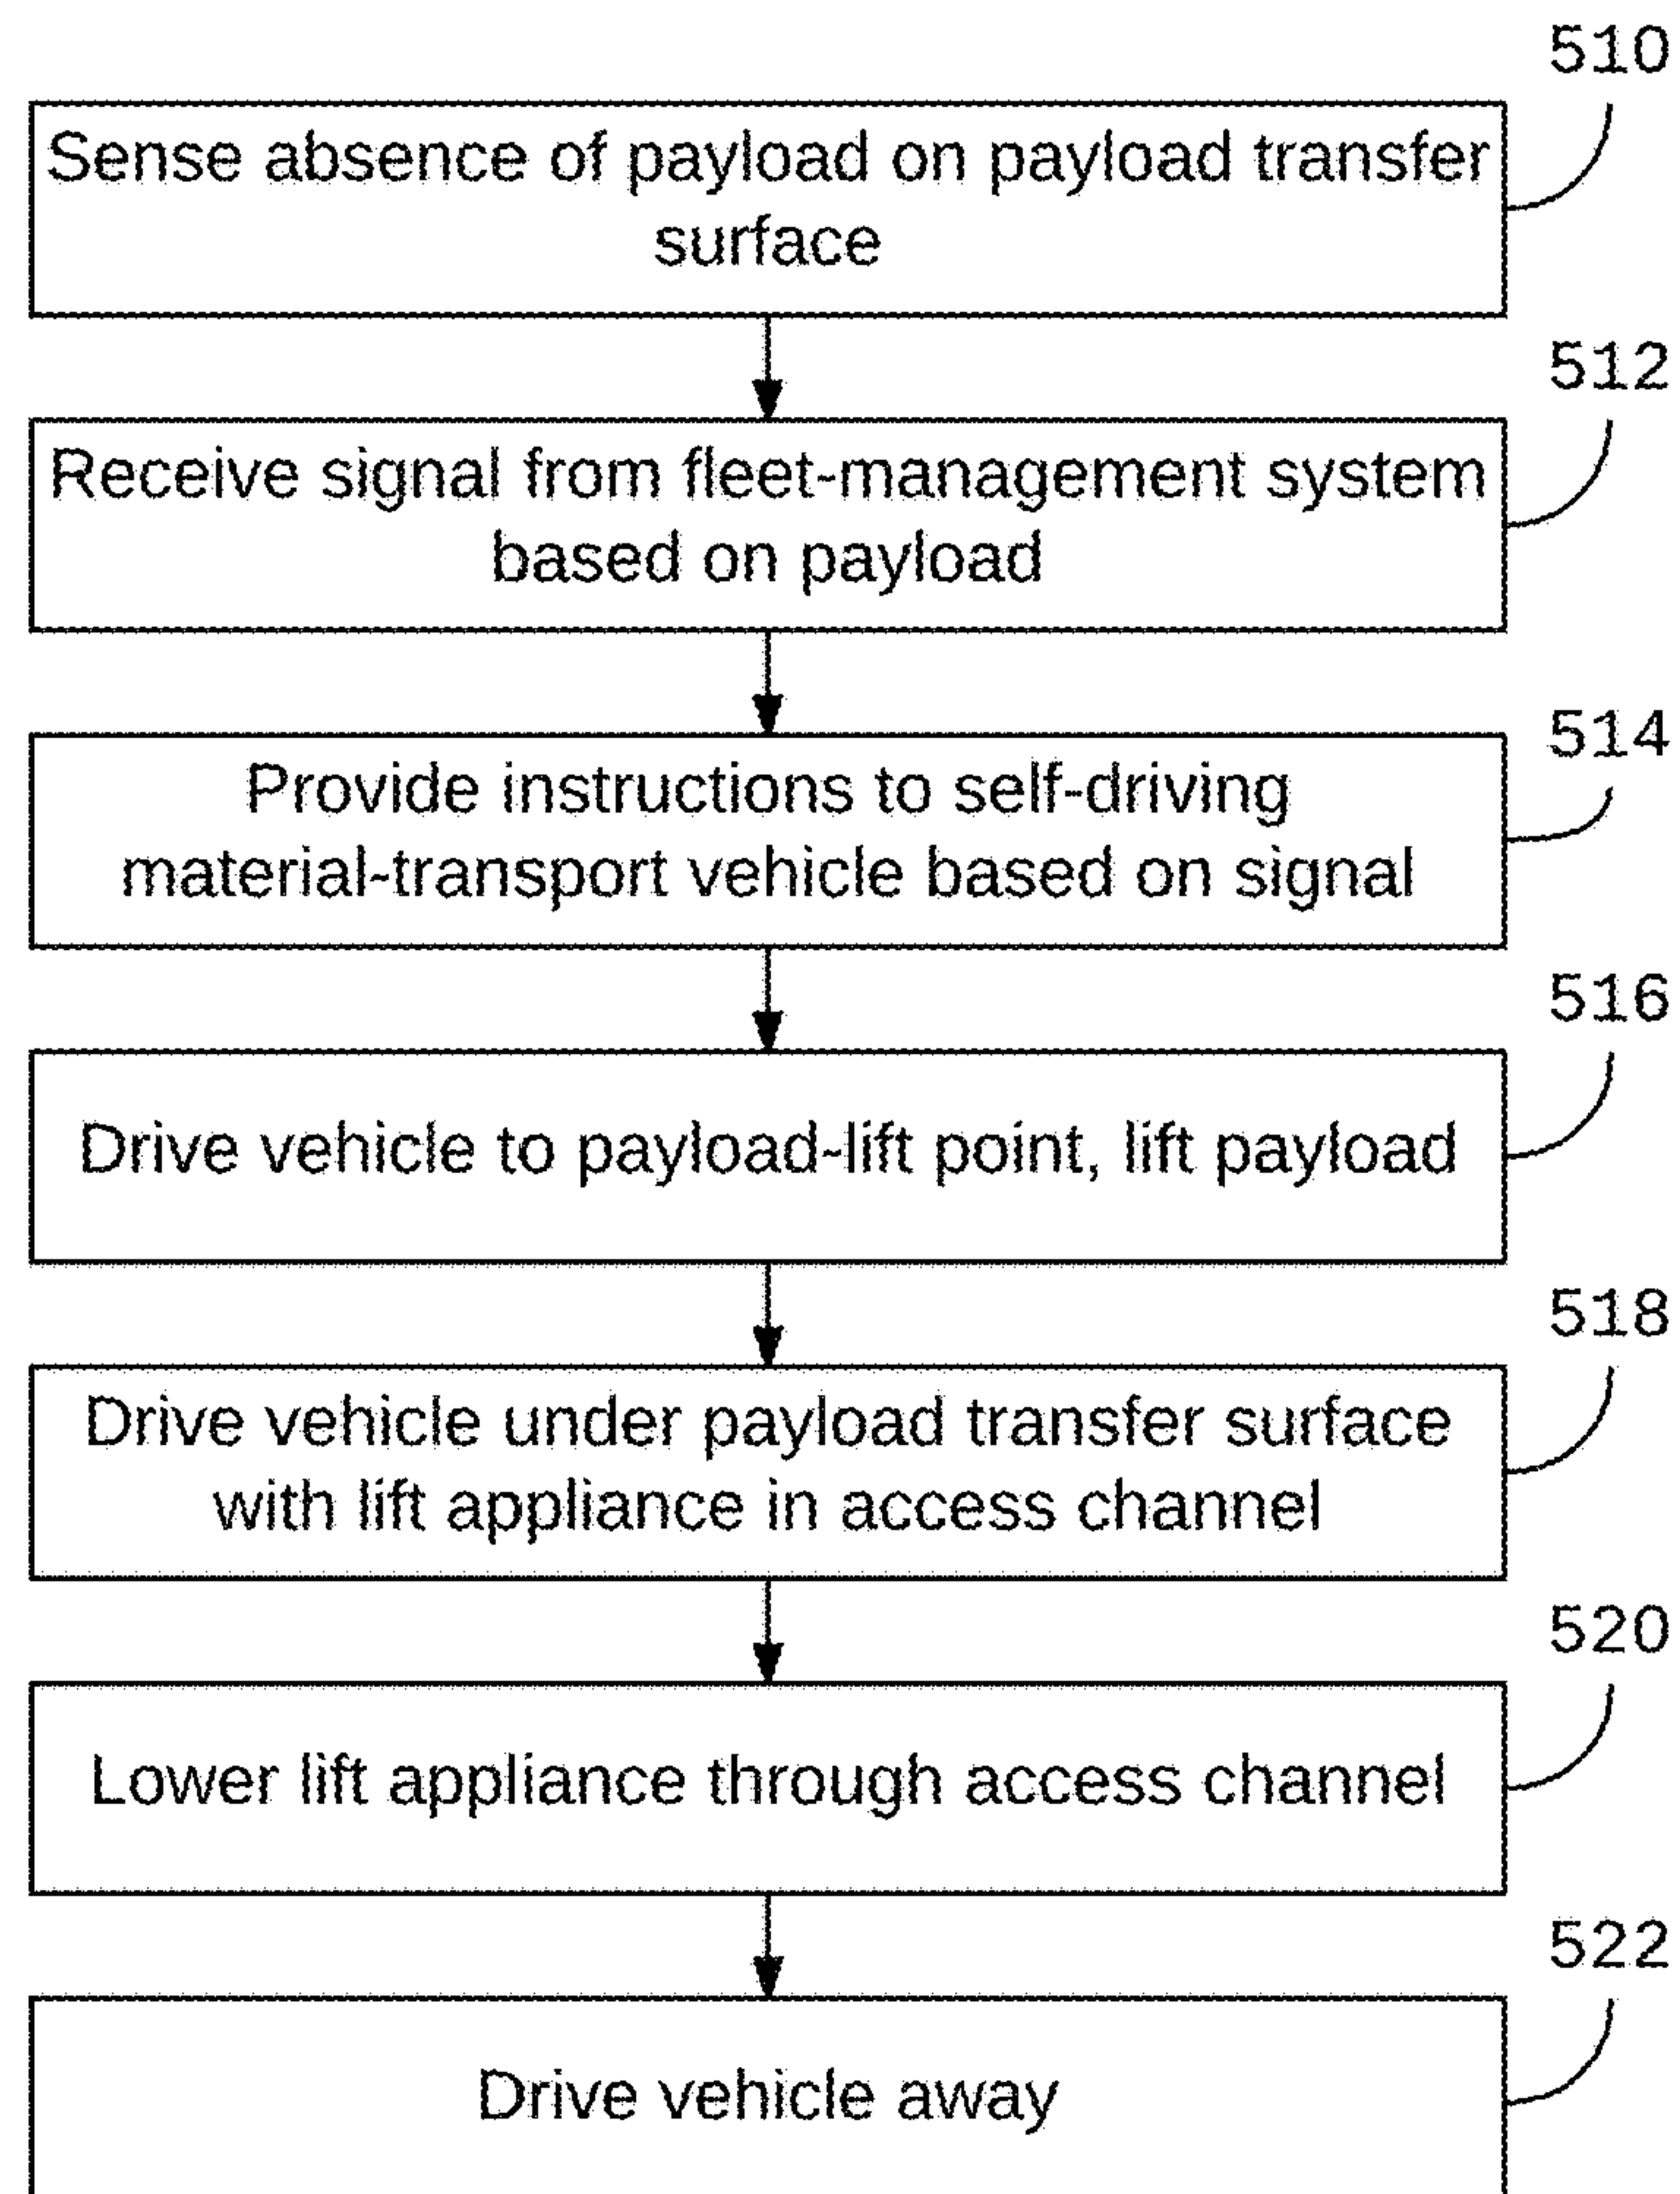 510
Sense absence of payload on payload transfer
surface
512
Receive signal from fleet-management system
based on payload
514
Provide instructions to self-driving
material-transport vehicle based on signal
516
Drive vehicle to payload-lift point, lift payload
518
Drive vehicle under payload transfer surface
with lift appliance in access channel
520
Lower lift appliance through access channel
522
Drive vehicle away